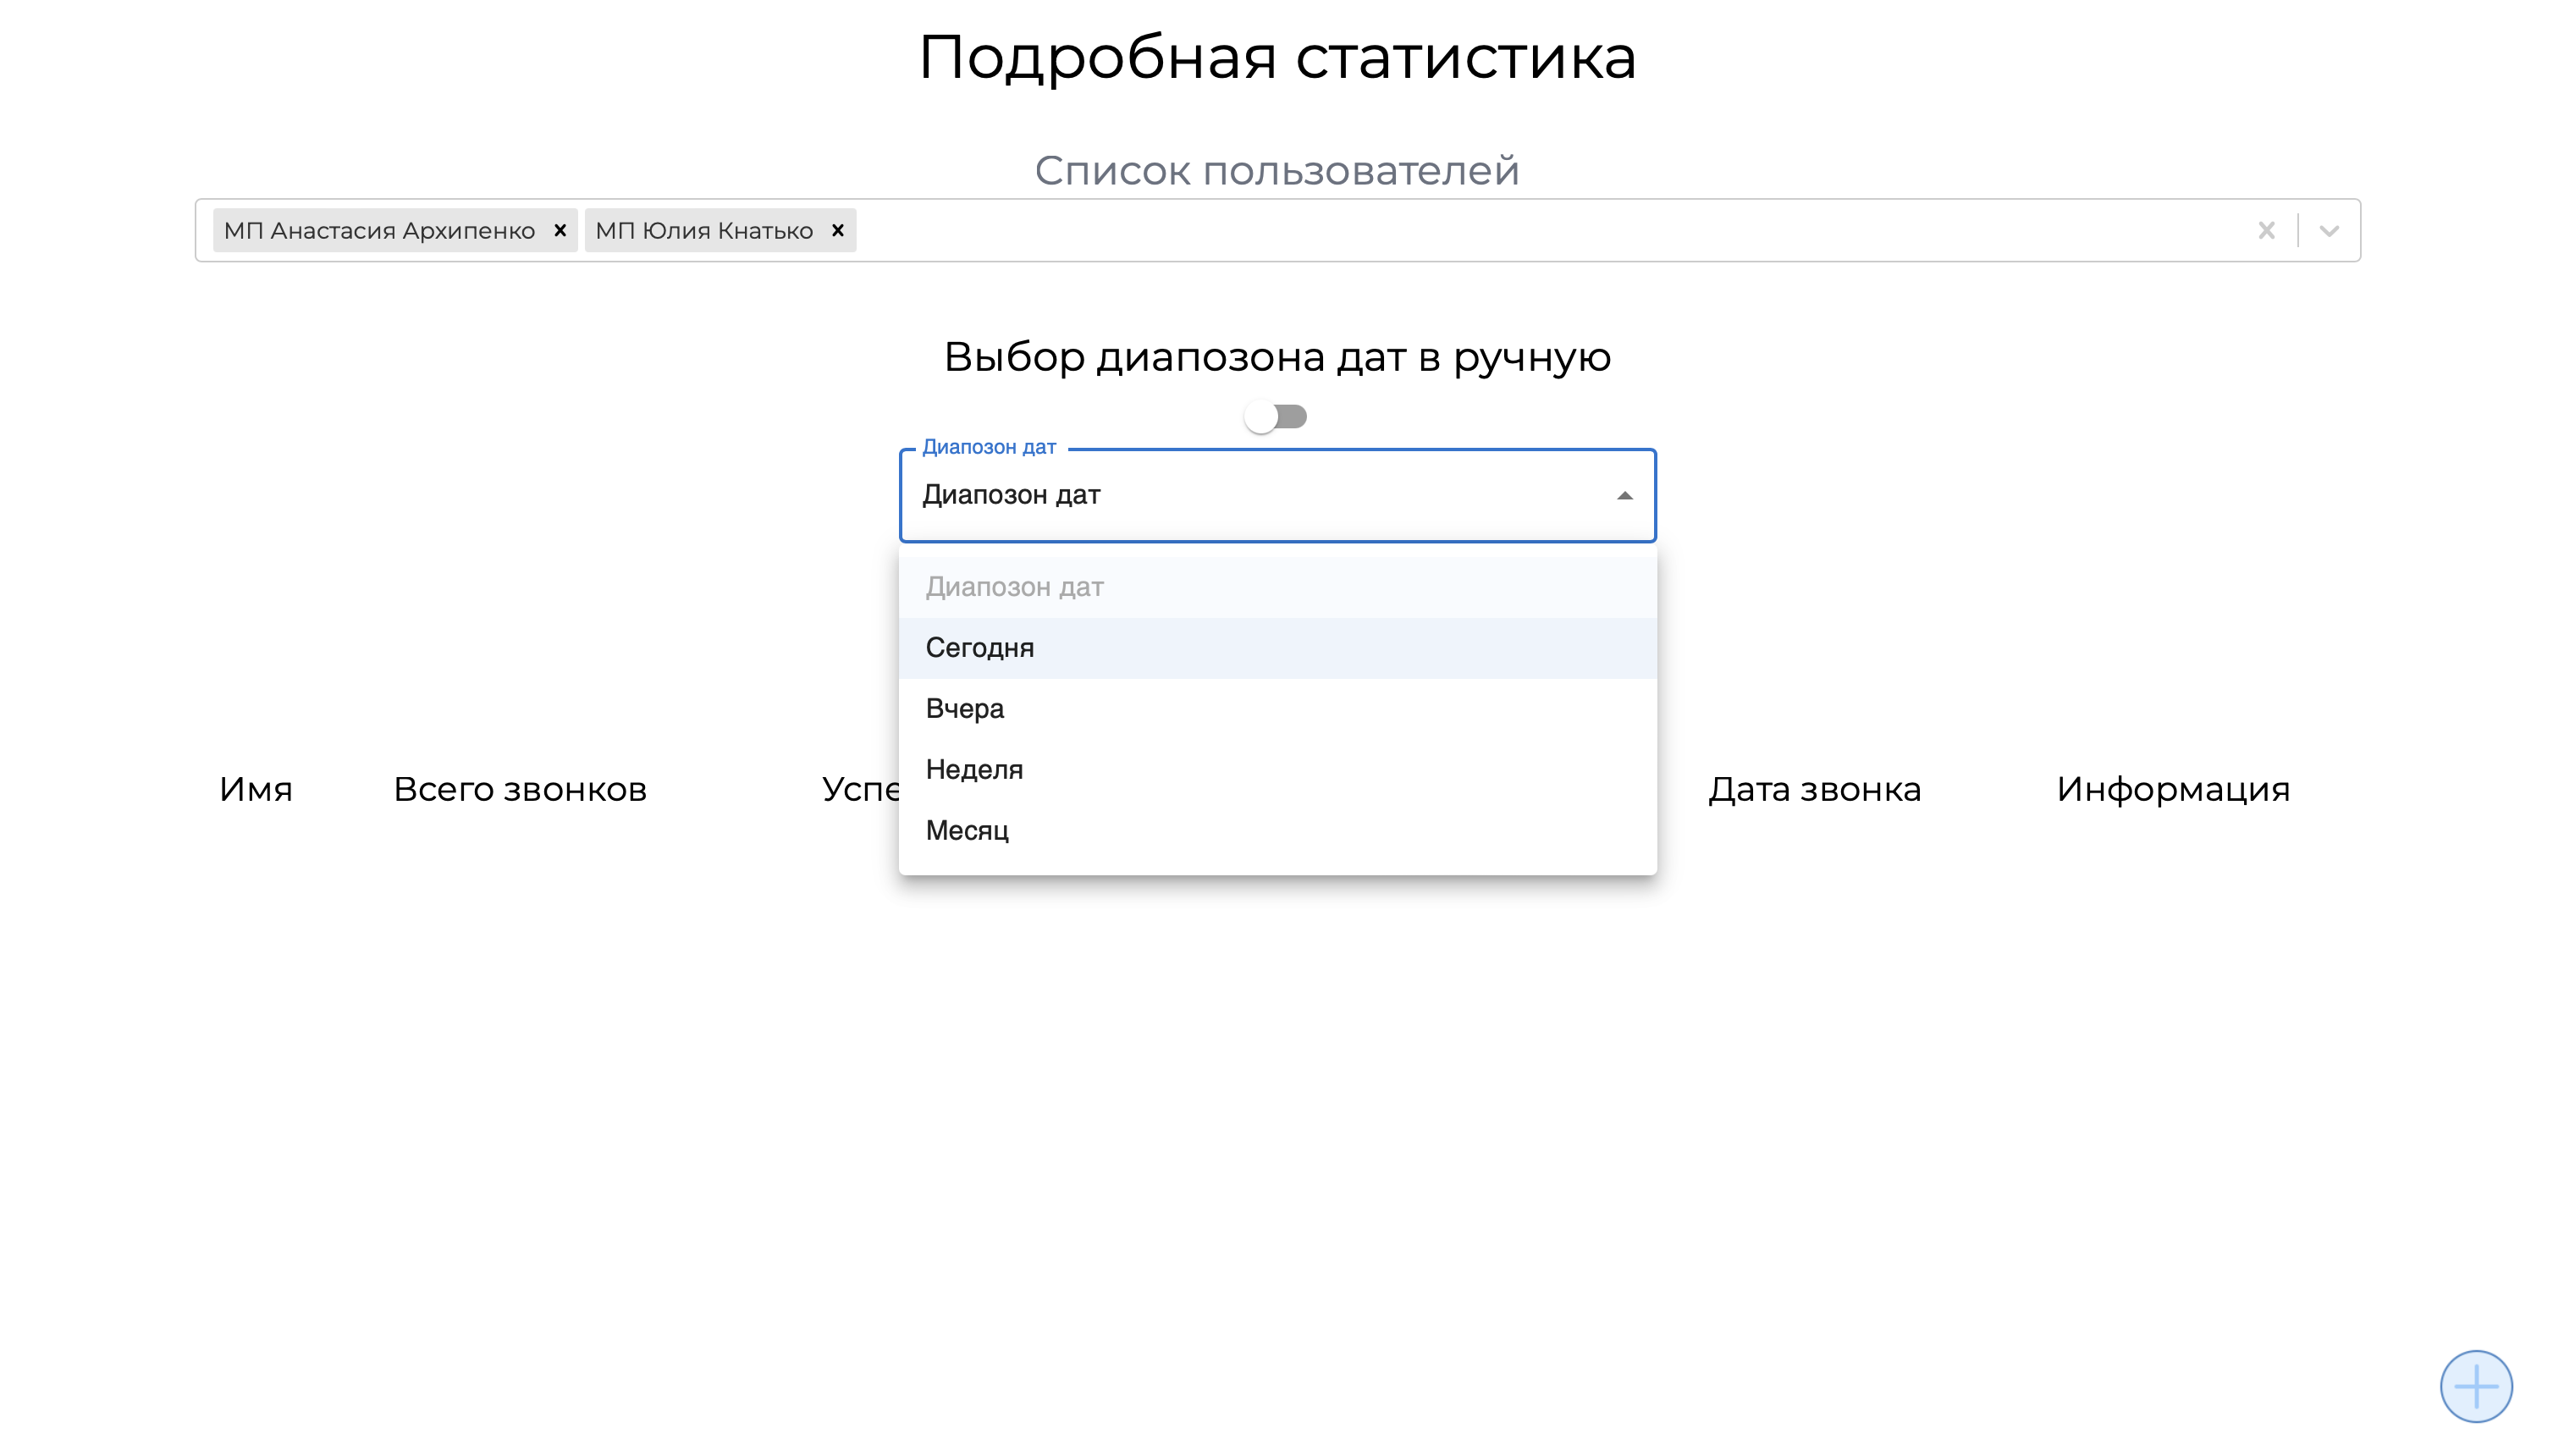 Подробная статистика
Список пользователей
МП Анастасия Архипенко МП Юлия Кнатько
Выбор диапозона дат в ручную
Диапозон дат
Диапозон дат
Диапозон дат
Сегодня
Вчера
Неделя
Месяц
Имя Всего звонков Успе Дата звонка Информация